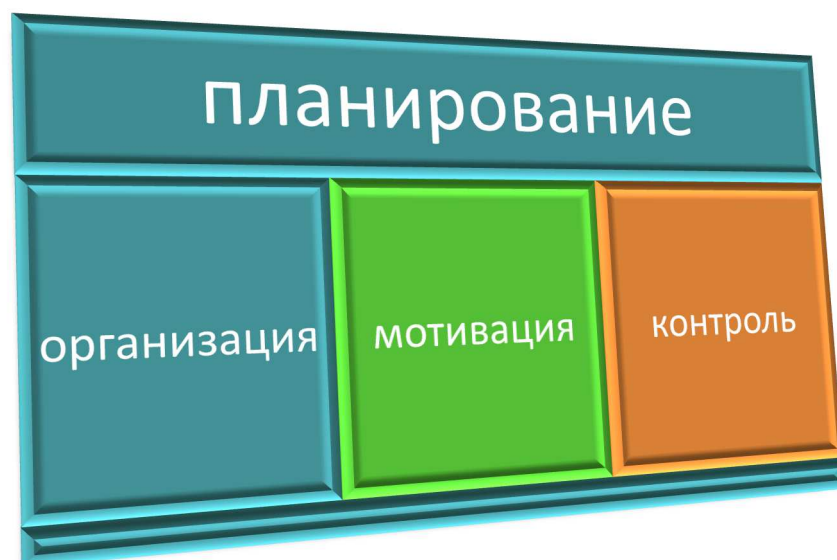 планирование
организация
мотивация
контроль